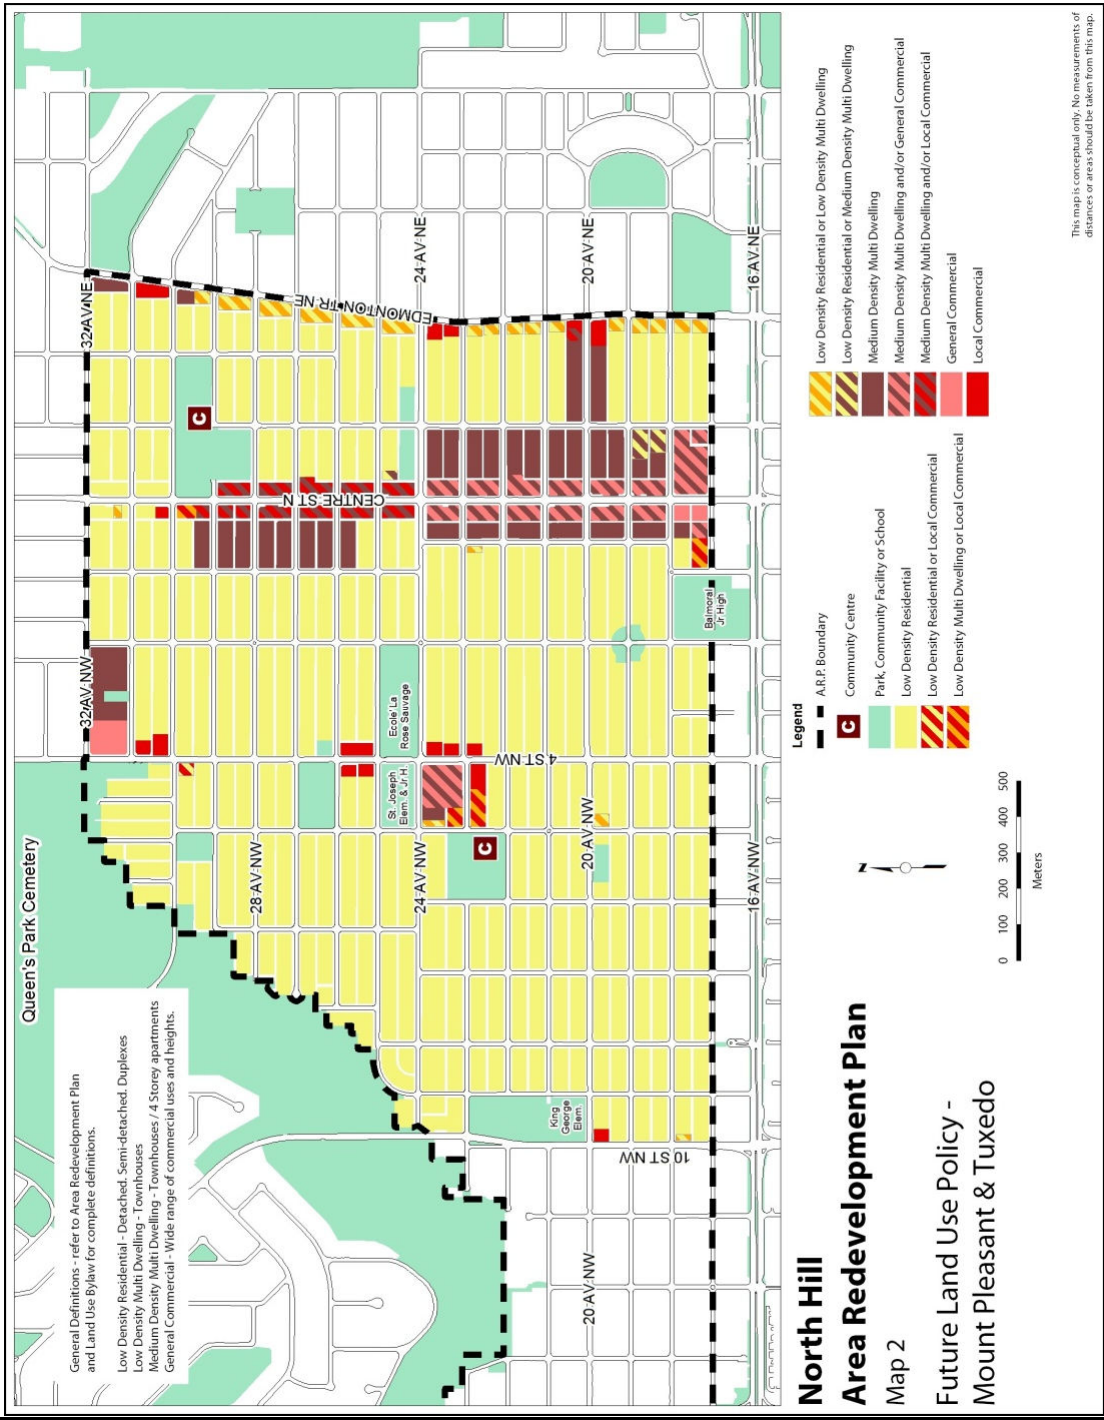 Queen's Park Cemetery
General Definitions - refer to Area Redevelopment Plan
and Land Use Bylaw for complete definitions.
Low Density Residential - Detached. Semi-detached. Duplexes
Low Density Multi Dwelling - Townhouses
Medium Density Multi Dwelling - Townhouses / 4 Storey apartments
General Commercial - Wide range of commercial uses and heights.
32 AV NW
32 AV NE
28 AV NW
24 AV NW
24 AV NE
20 AV NW
20 AV NW
20 AV NE
16 AV NW
16 AV NE
10 ST NW
4 ST NW
CENTRE ST N
EDMONTON TR NE
C
C
King
George
Elem.
St. Joseph
Elem. & Jr H.
Ecole La
Rose Sauvage
Balmoral
Jr High
North Hill
Area Redevelopment Plan
Map 2
Future Land Use Policy -
Mount Pleasant & Tuxedo
N
0 100 200 300 400 500
Meters
Legend
A.R.P. Boundary
C Community Centre
Park, Community Facility or School
Low Density Residential
Low Density Residential or Local Commercial
Low Density Multi Dwelling or Local Commercial
Low Density Residential or Low Density Multi Dwelling
Low Density Residential or Medium Density Multi Dwelling
Medium Density Multi Dwelling
Medium Density Multi Dwelling and/or General Commercial
Medium Density Multi Dwelling and/or Local Commercial
General Commercial
Local Commercial
This map is conceptual only. No measurements of
distances or areas should be taken from this map.